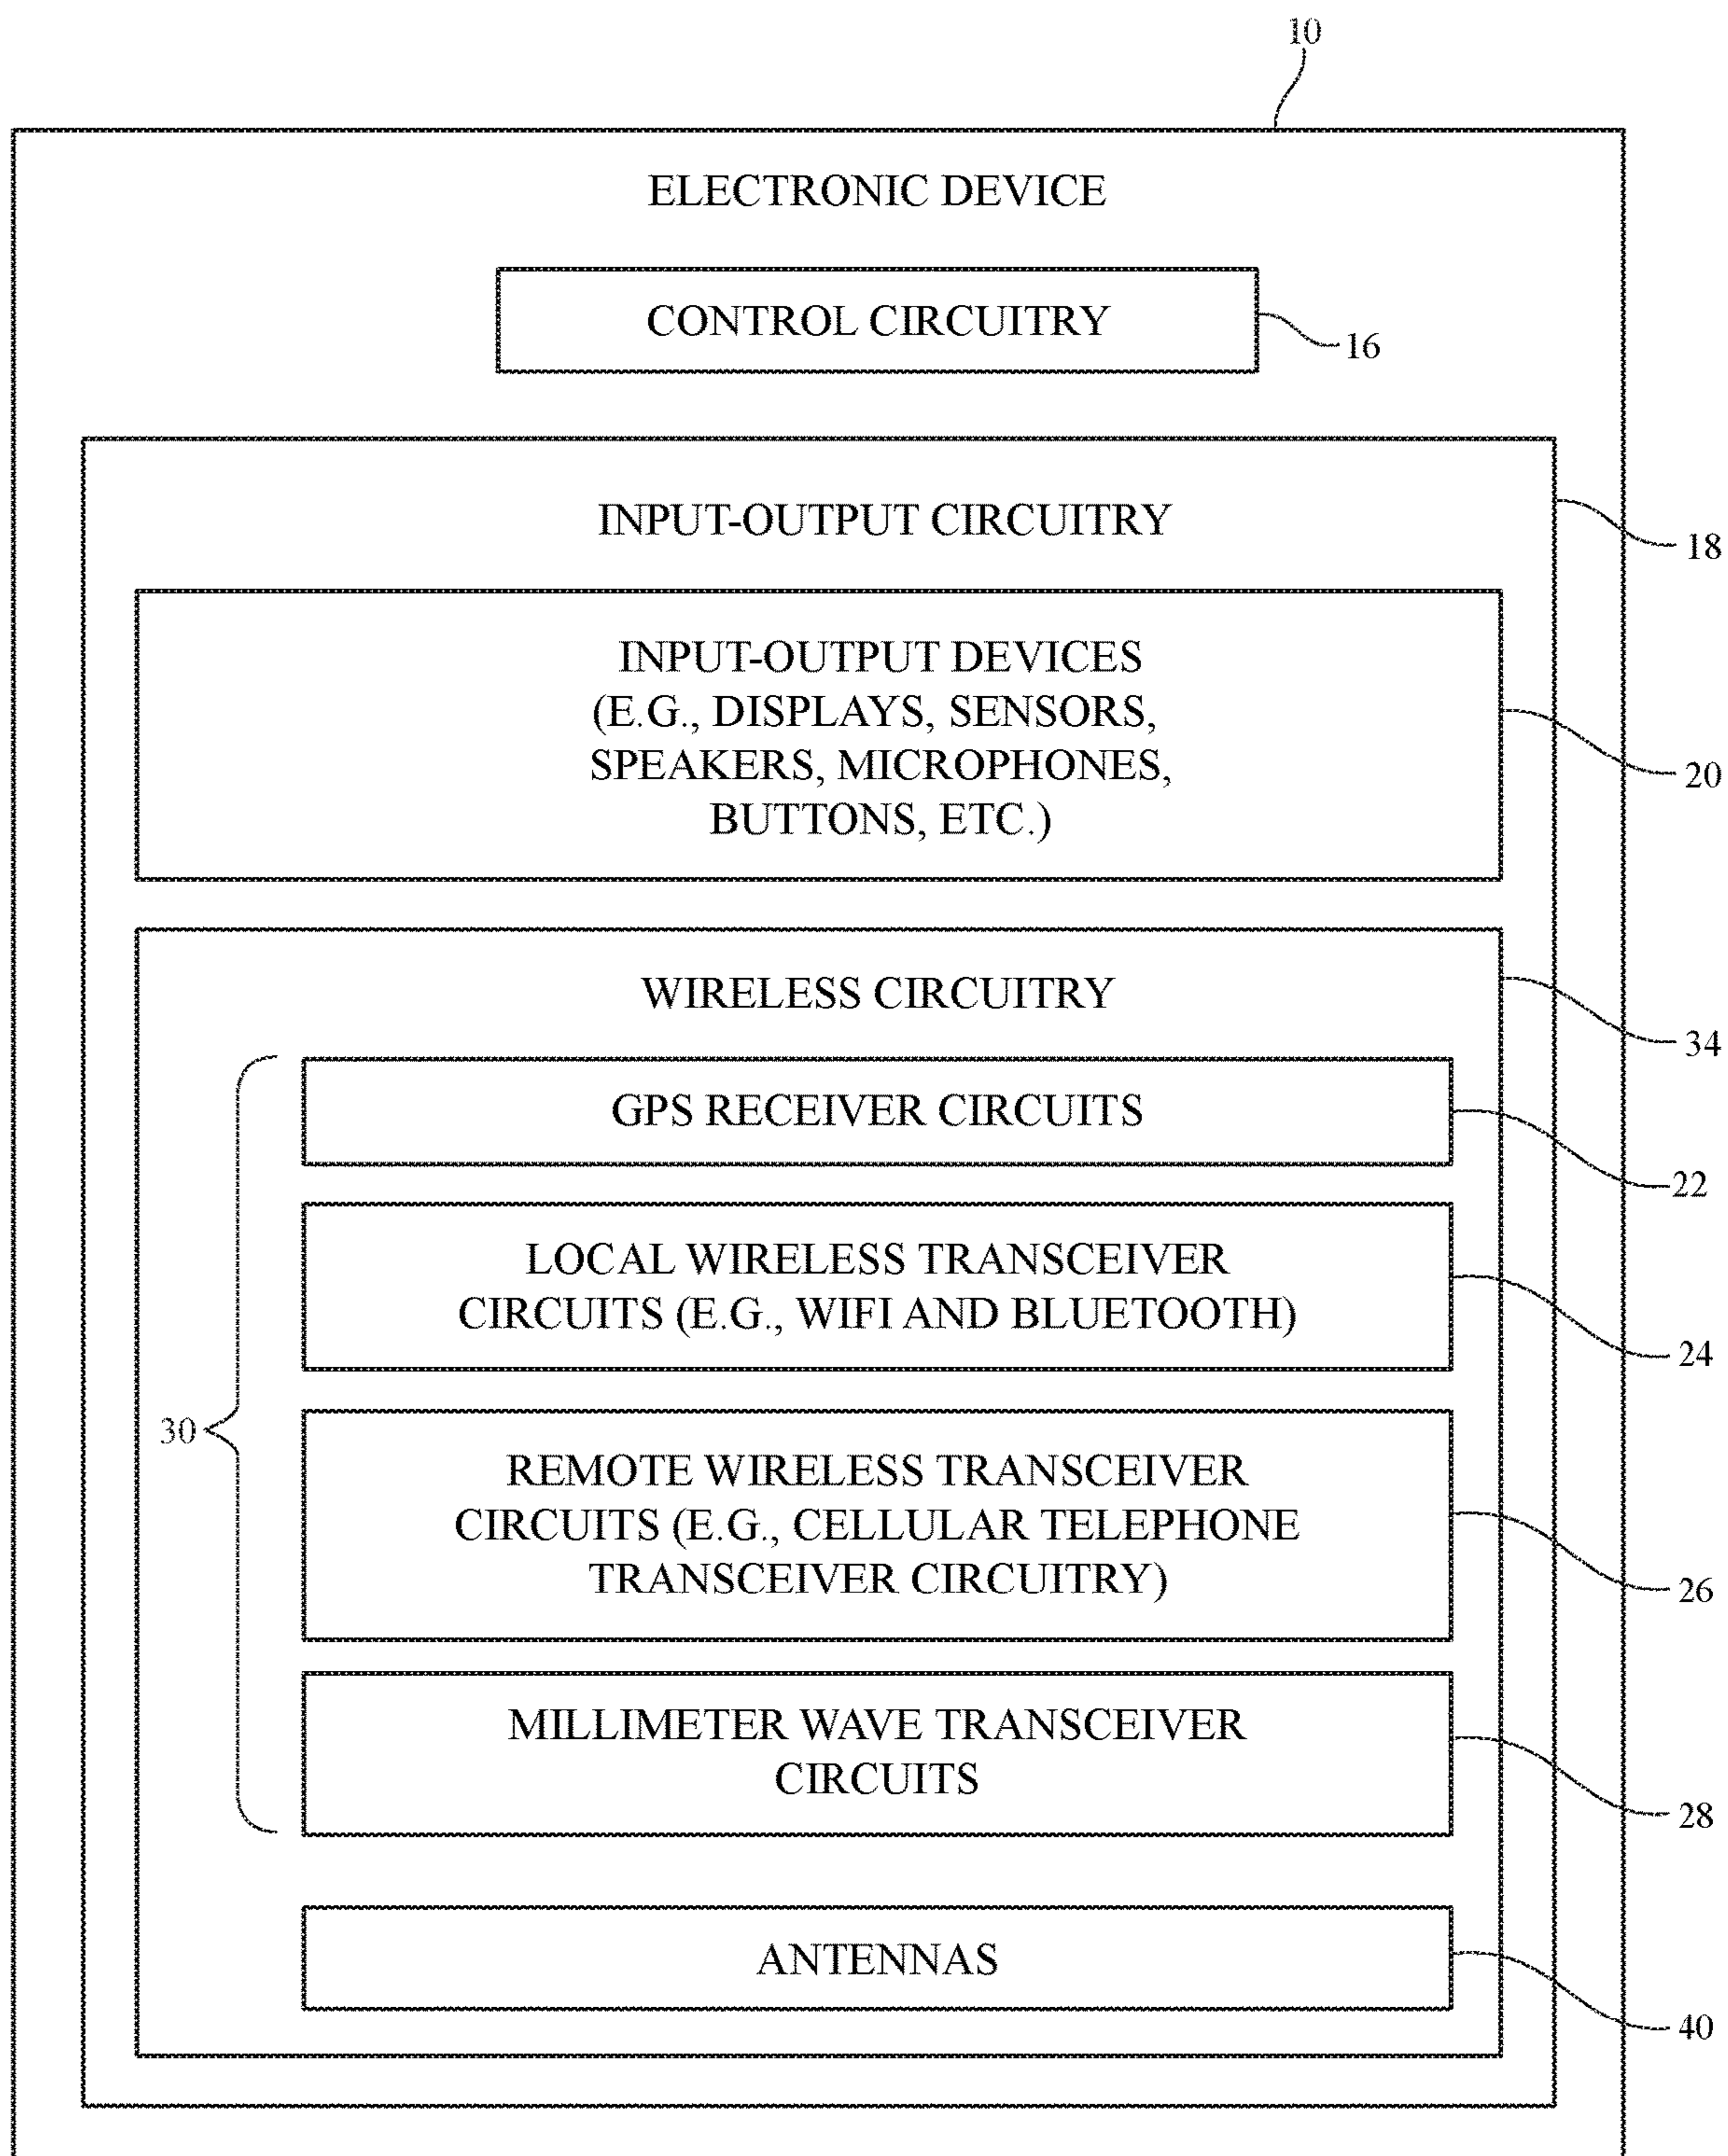 10
ELECTRONIC DEVICE
CONTROL CIRCUITRY
16
INPUT-OUTPUT CIRCUITRY
18
INPUT-OUTPUT DEVICES
(E.G., DISPLAYS, SENSORS,
SPEAKERS, MICROPHONES,
BUTTONS, ETC.)
20
WIRELESS CIRCUITRY
34
GPS RECEIVER CIRCUITS
22
LOCAL WIRELESS TRANSCEIVER
CIRCUITS (E.G., WIFI AND BLUETOOTH)
24
30
REMOTE WIRELESS TRANSCEIVER
CIRCUITS (E.G., CELLULAR TELEPHONE
TRANSCEIVER CIRCUITRY)
26
MILLIMETER WAVE TRANSCEIVER
CIRCUITS
28
ANTENNAS
40